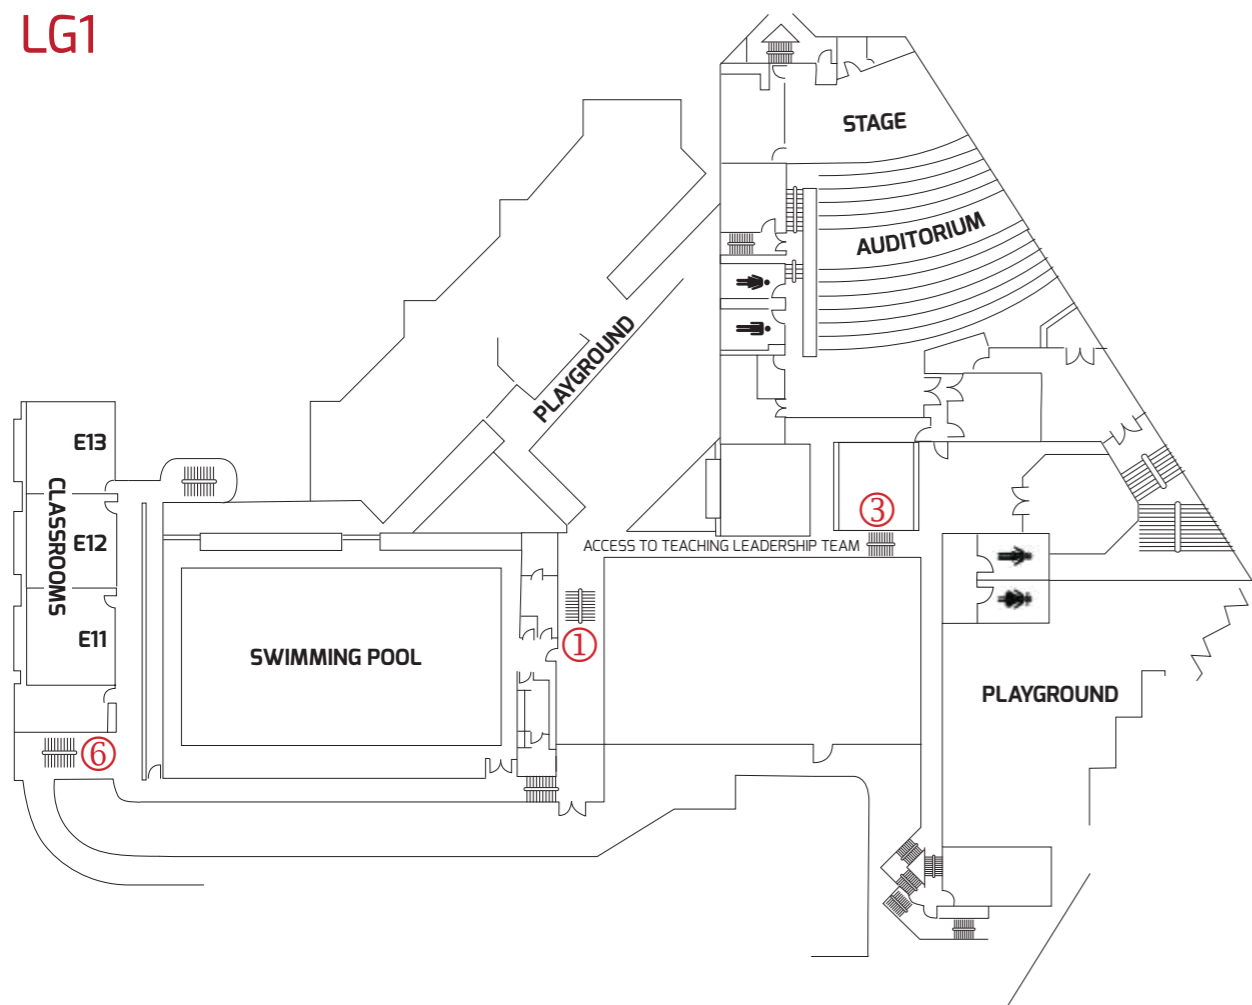 LG1
STAGE
AUDITORIUM
PLAYGROUND
E13
CLASSROOMS
E12
E11
③
ACCESS TO TEACHING LEADERSHIP TEAM
①
SWIMMING POOL
PLAYGROUND
⑥